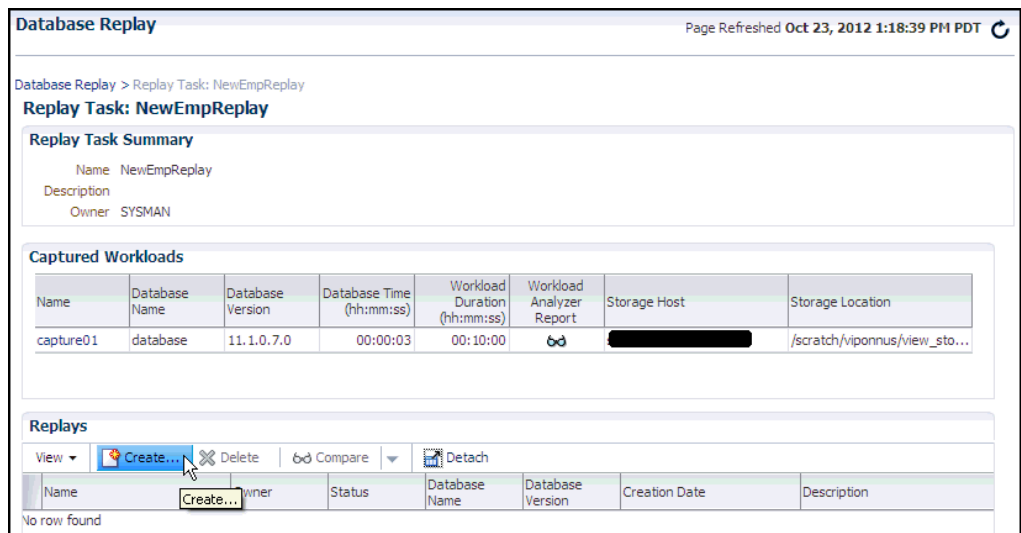 Database Replay
Page Refreshed Oct 23, 2012 1:18:39 PM PDT
Database Replay > Replay Task: NewEmpReplay
Replay Task: NewEmpReplay
Replay Task Summary
Name NewEmpReplay
Description
Owner SYSMAN
Captured Workloads
Name
Database Name
Database Version
Database Time (hh:mm:ss)
Workload Duration (hh:mm:ss)
Workload Analyzer Report
Storage Host
Storage Location
capture01 database 11.1.0.7.0 00:00:03 00:10:00 /scratch/viponnus/view_sto...
Replays
View Create... Delete Compare Detach
Name
Status
Database Name
Database Version
Creation Date
Description
Create...
No row found